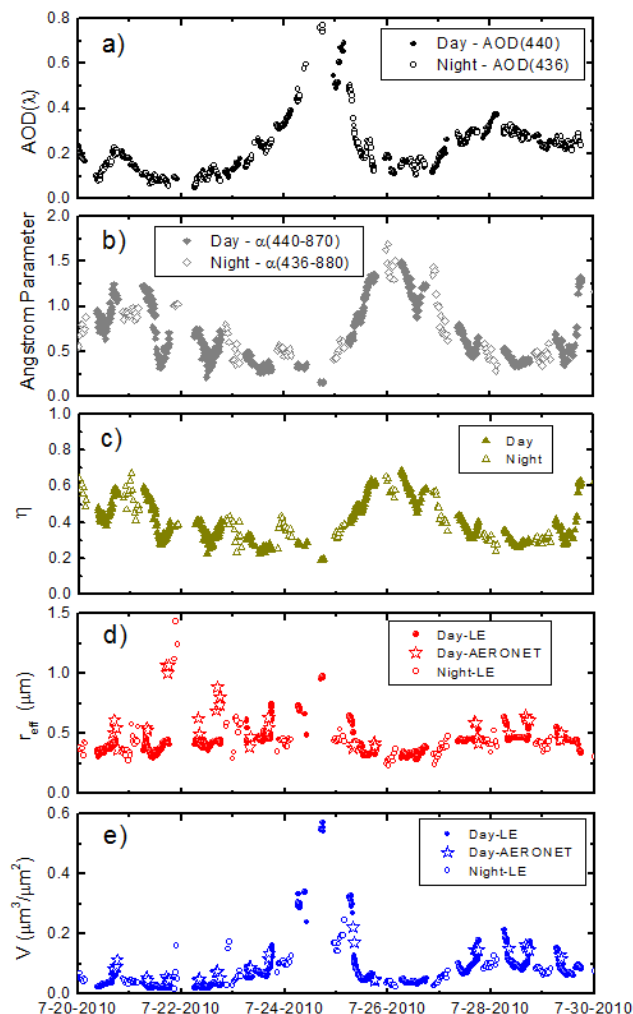 0.8
a)
Day - AOD(440)
Night - AOD(436)
0.6
0.4
0.2
0.0
AOD(λ)
2.0
b)
Day - α(440-870)
Night - α(436-880)
1.5
1.0
0.5
0.0
Angstrom Parameter
1.0
c)
Day
Night
0.8
0.6
0.4
0.2
0.0
η
1.5
d)
Day-LE
Day-AERONET
Night-LE
1.0
0.5
0.0
r_eff (μm)
0.6
e)
Day-LE
Day-AERONET
Night-LE
0.4
0.2
0.0
V (μm³/μm²)
7-20-2010 7-22-2010 7-24-2010 7-26-2010 7-28-2010 7-30-2010